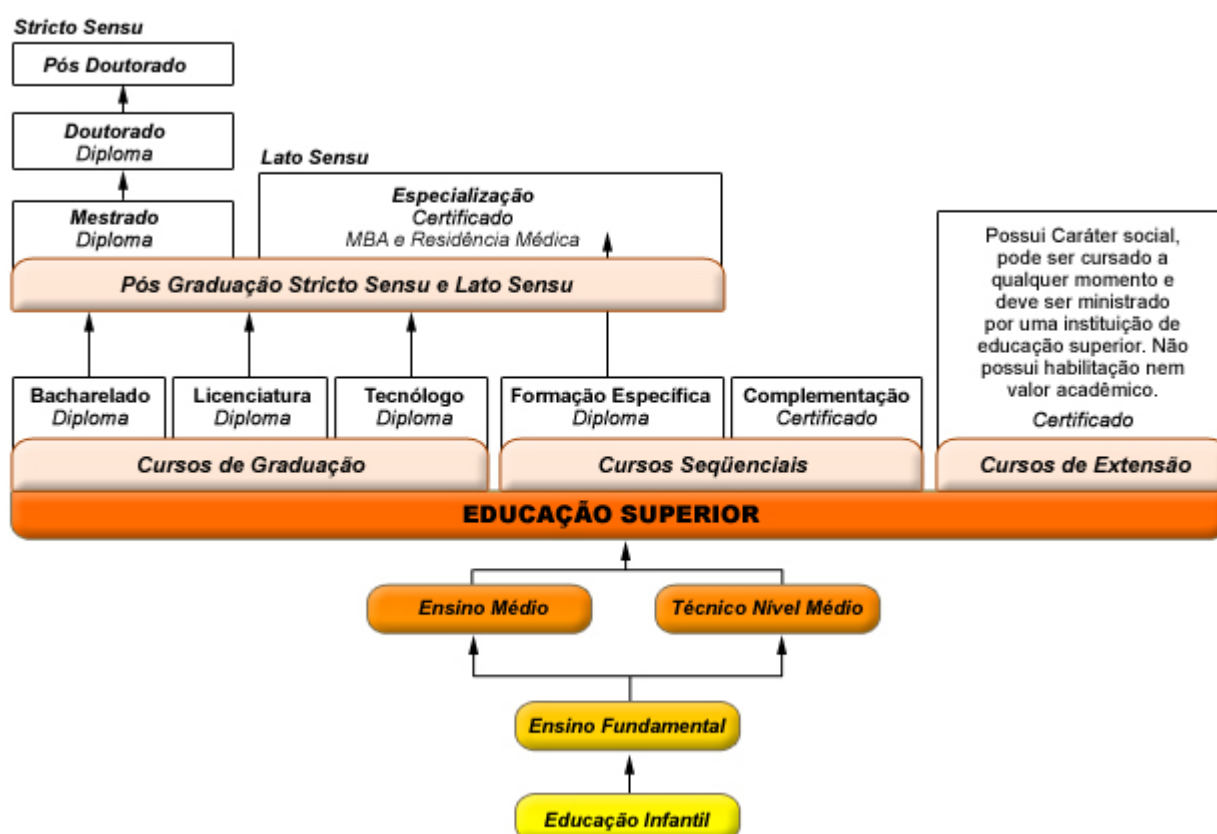 Stricto Sensu
Pós Doutorado
Doutorado
Diploma
Mestrado
Diploma
Lato Sensu
Especialização
Certificado
MBA e Residência Médica
Pós Graduação Stricto Sensu e Lato Sensu
Bacharelado
Diploma
Licenciatura
Diploma
Tecnólogo
Diploma
Cursos de Graduação
Formação Específica
Diploma
Complementação
Certificado
Cursos Seqüenciais
Possui Caráter social,
pode ser cursado a
qualquer momento e
deve ser ministrado
por uma instituição de
educação superior. Não
possui habilitação nem
valor acadêmico.
Certificado
Cursos de Extensão
EDUCAÇÃO SUPERIOR
Ensino Médio
Técnico Nível Médio
Ensino Fundamental
Educação Infantil